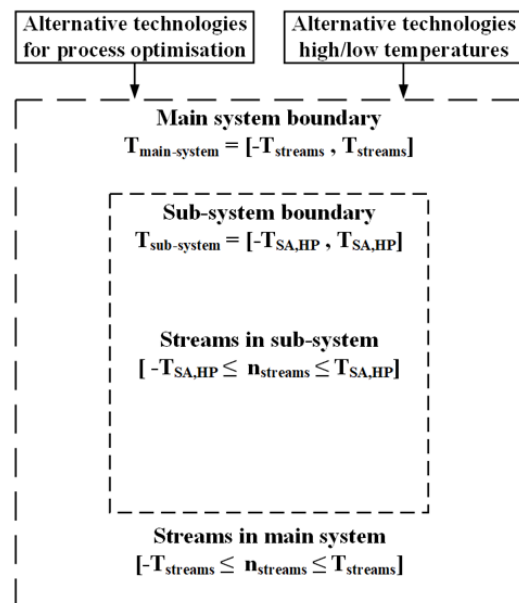 Alternative technologies
for process optimisation
Alternative technologies
high/low temperatures
Main system boundary
Tmain-system = [-Tstreams , Tstreams]
Sub-system boundary
Tsub-system = [-TSA,HP , TSA,HP]
Streams in sub-system
[ -TSA,HP ≤ nstreams ≤ TSA,HP]
Streams in main system
[-Tstreams ≤ nstreams ≤ Tstreams]